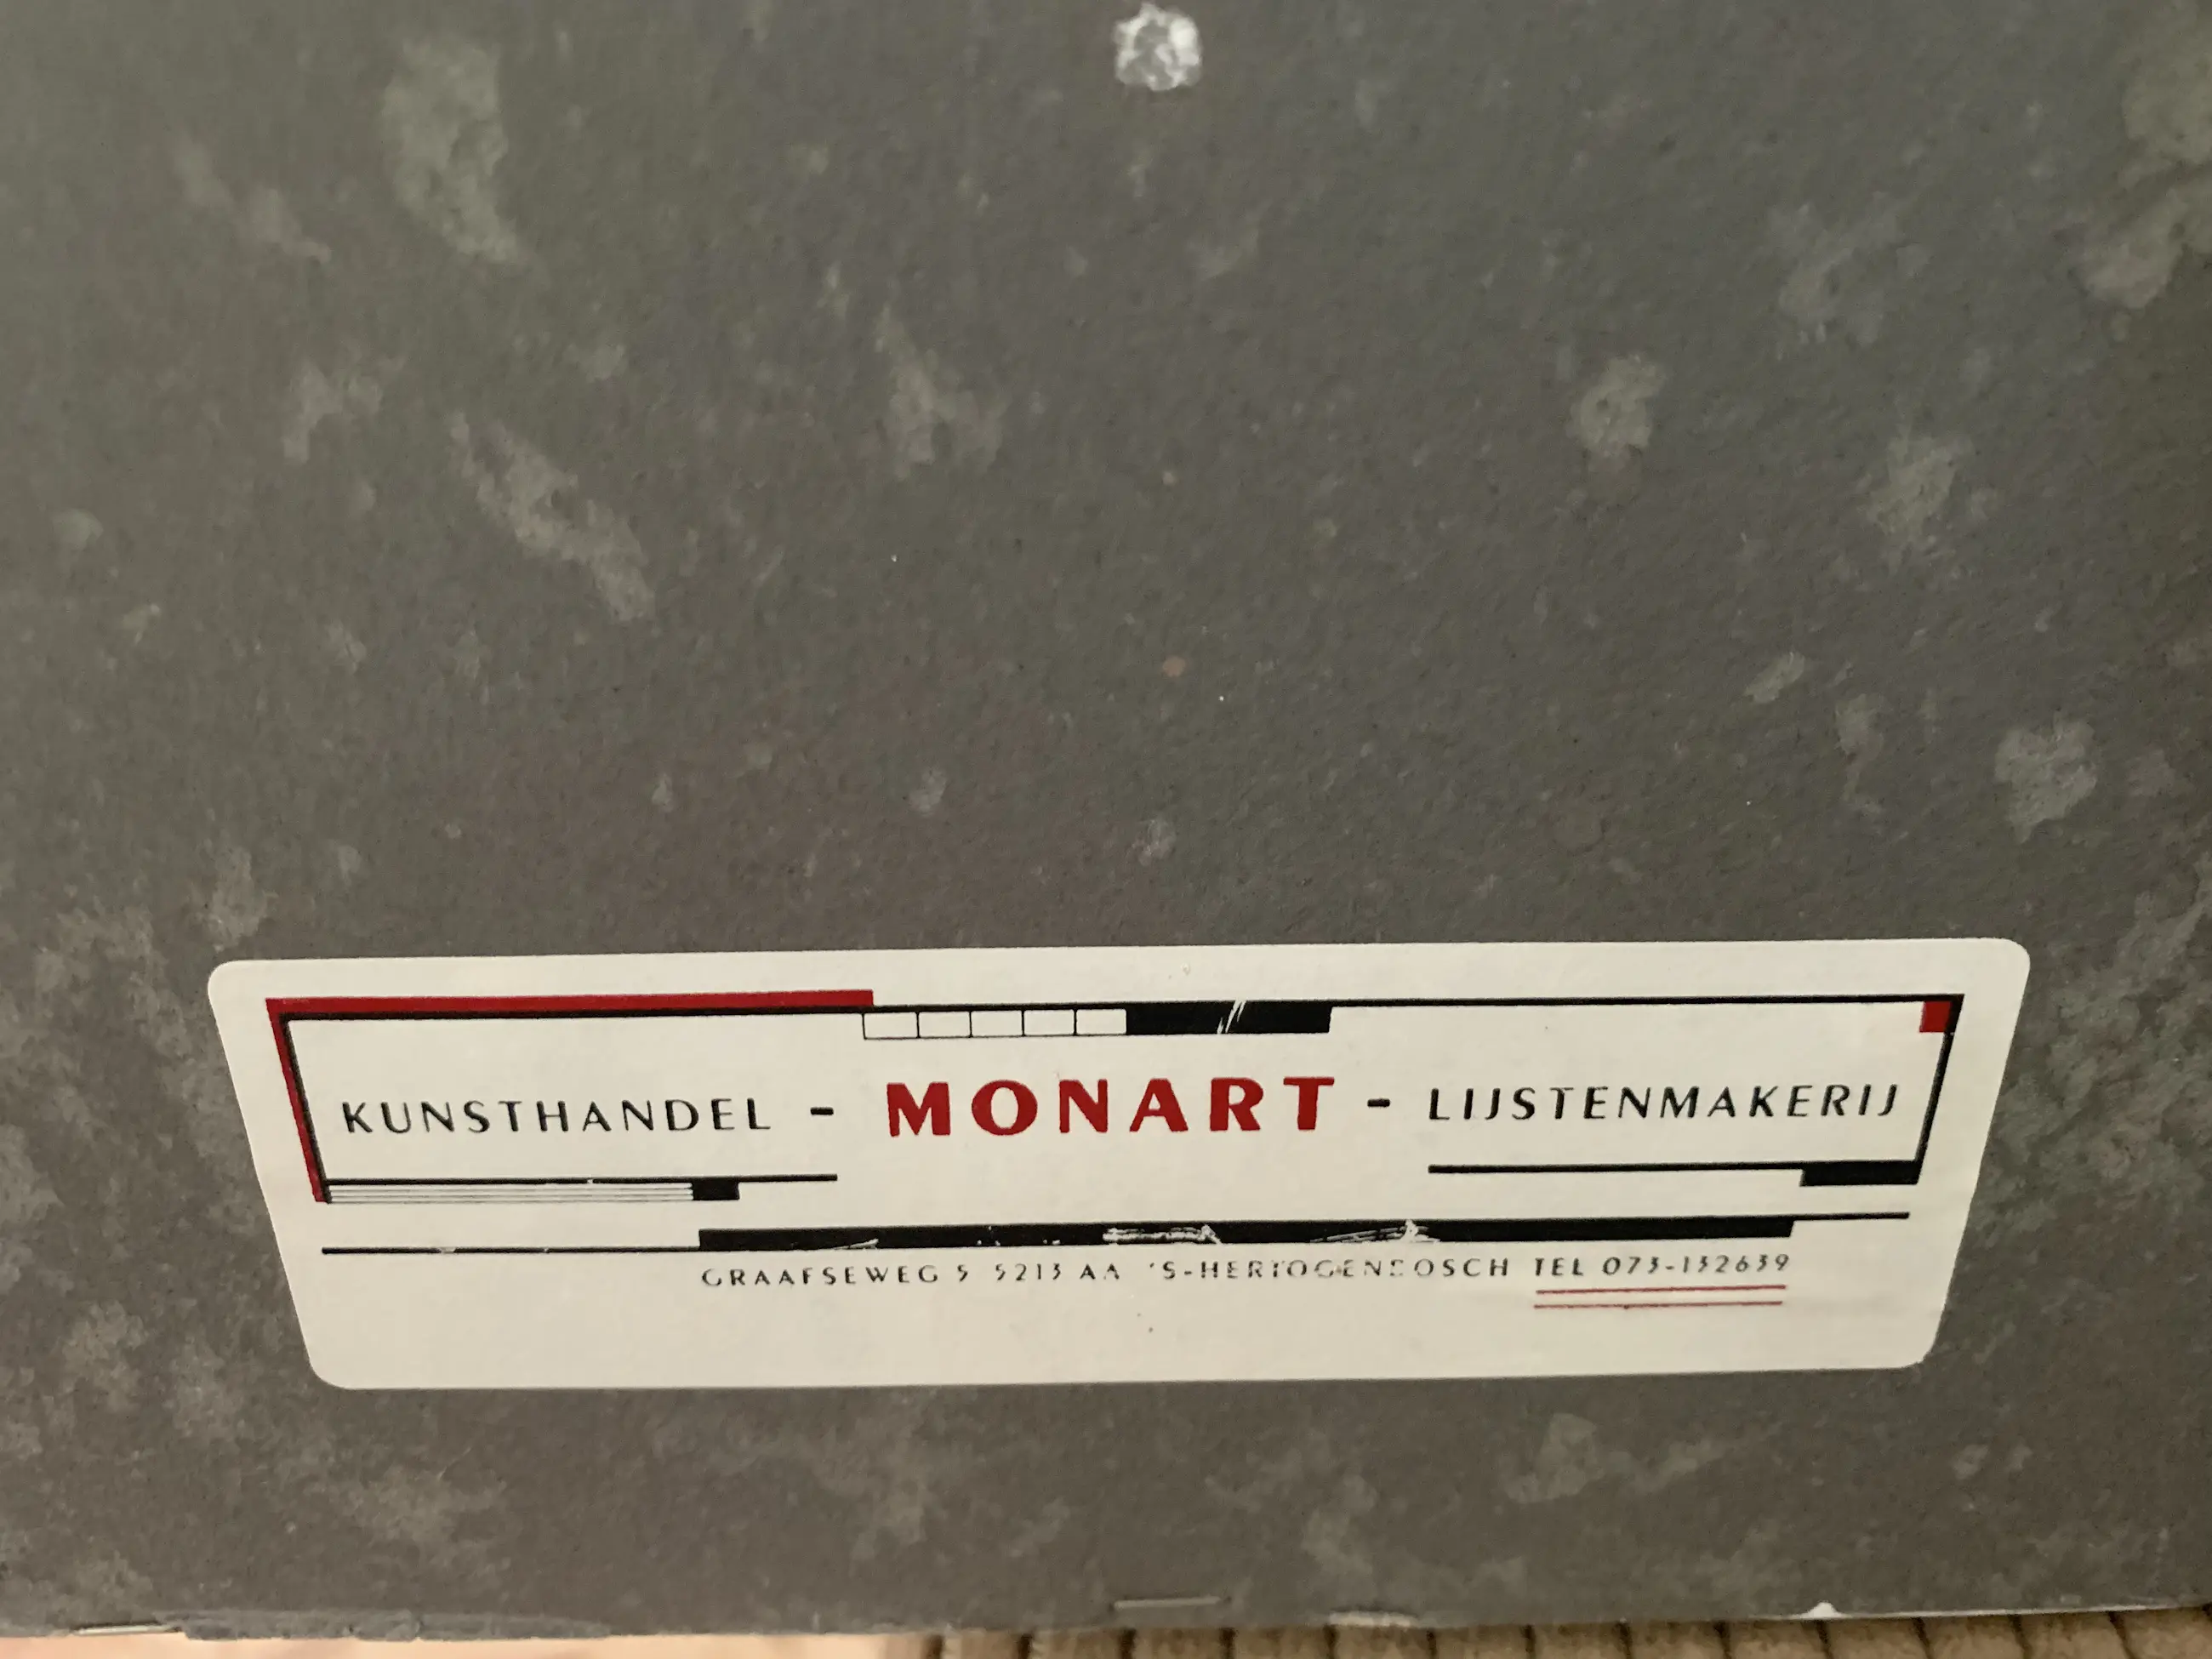 KUNSTHANDEL - MONART - LIJSTENMAKERIJ
GRAAFSEWEG 5 5213 AA 'S-HERTOGENBOSCH TEL 073-132639